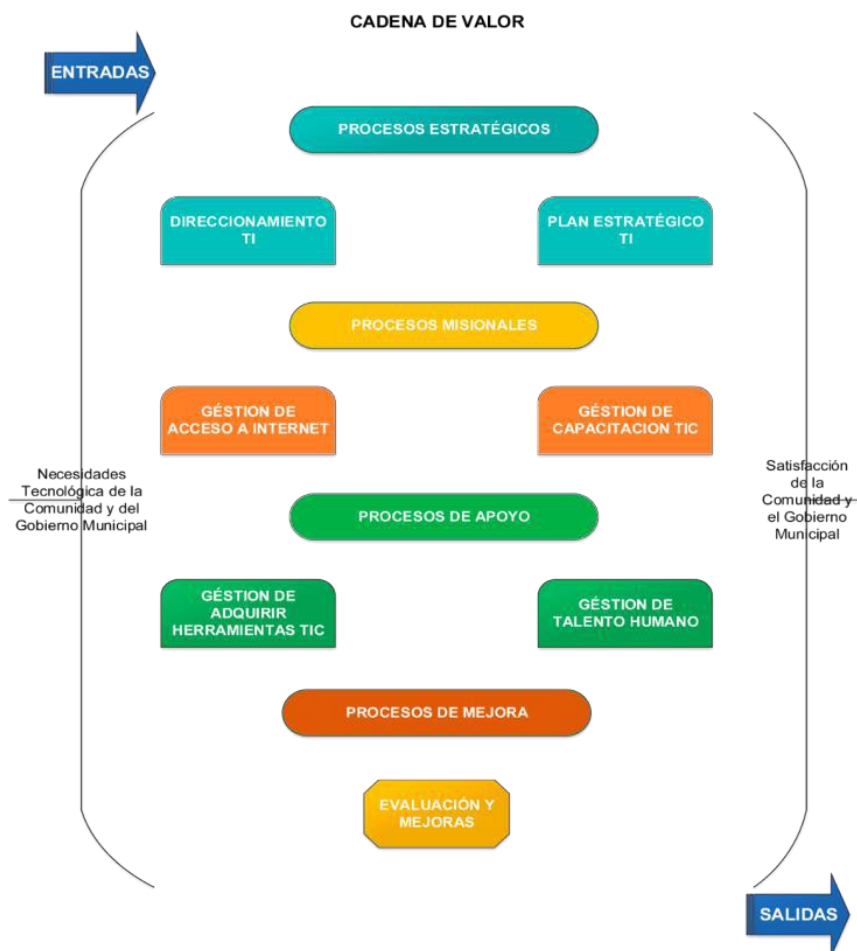 CADENA DE VALOR
ENTRADAS
PROCESOS ESTRATÉGICOS
DIRECCIONAMIENTO
TI
PLAN ESTRATÉGICO
TI
PROCESOS MISIONALES
GÉSTION DE
ACCESO A INTERNET
GÉSTION DE
CAPACITACION TIC
Necesidades
Tecnológica de la
Comunidad y del
Gobierno Municipal
Satisfacción
de la
Comunidad y
el Gobierno
Municipal
PROCESOS DE APOYO
GÉSTION DE
ADQUIRIR
HERRAMIENTAS TIC
GÉSTION DE
TALENTO HUMANO
PROCESOS DE MEJORA
EVALUACIÓN Y
MEJORAS
SALIDAS